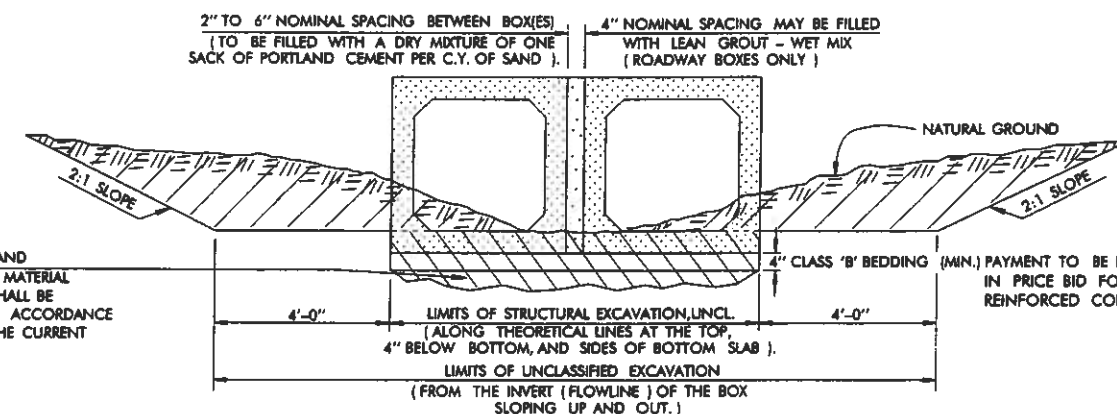 2" TO 6" NOMINAL SPACING BETWEEN BOX(ES)
( TO BE FILLED WITH A DRY MIXTURE OF ONE
SACK OF PORTLAND CEMENT PER C.Y. OF SAND ).
4" NOMINAL SPACING MAY BE FILLED
WITH LEAN GROUT - WET MIX
( ROADWAY BOXES ONLY )
NATURAL GROUND
2:1 SLOPE
2:1 SLOPE
AND
MATERIAL
HALL BE
ACCORDANCE
HE CURRENT
4" CLASS 'B' BEDDING (MIN.) PAYMENT TO BE
IN PRICE BID FO
REINFORCED CO
4'-0"
LIMITS OF STRUCTURAL EXCAVATION, UNCL.
( ALONG THEORETICAL LINES AT THE TOP,
4" BELOW BOTTOM, AND SIDES OF BOTTOM SLAB ).
4'-0"
LIMITS OF UNCLASSIFIED EXCAVATION
( FROM THE INVERT ( FLOWLINE ) OF THE BOX
SLOPING UP AND OUT. )